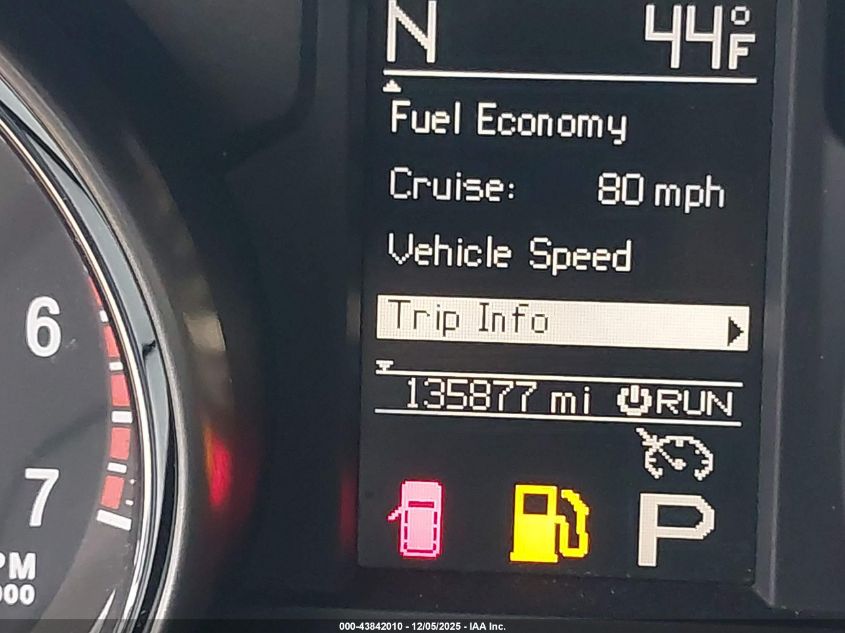 N 44°F
Fuel Economy
Cruise: 80 mph
Vehicle Speed
Trip Info
135877 mi RUN
P
6
7
PM
000
000-43842010 - 12/05/2025 - IAA Inc.